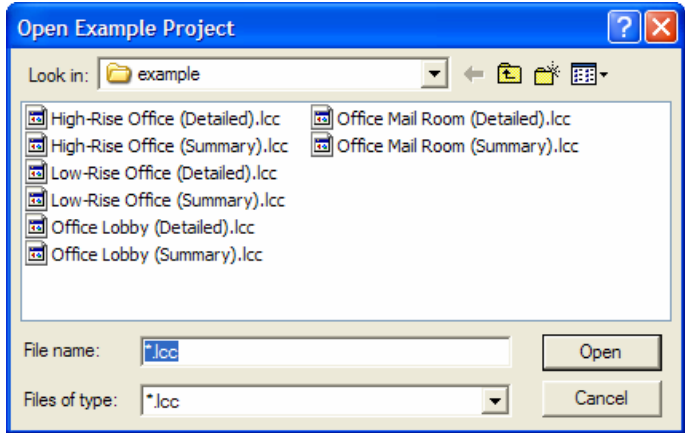 Open Example Project
Look in: example
High-Rise Office (Detailed).lcc
High-Rise Office (Summary).lcc
Low-Rise Office (Detailed).lcc
Low-Rise Office (Summary).lcc
Office Lobby (Detailed).lcc
Office Lobby (Summary).lcc
Office Mail Room (Detailed).lcc
Office Mail Room (Summary).lcc
File name: *.lcc
Open
Files of type: *.lcc
Cancel